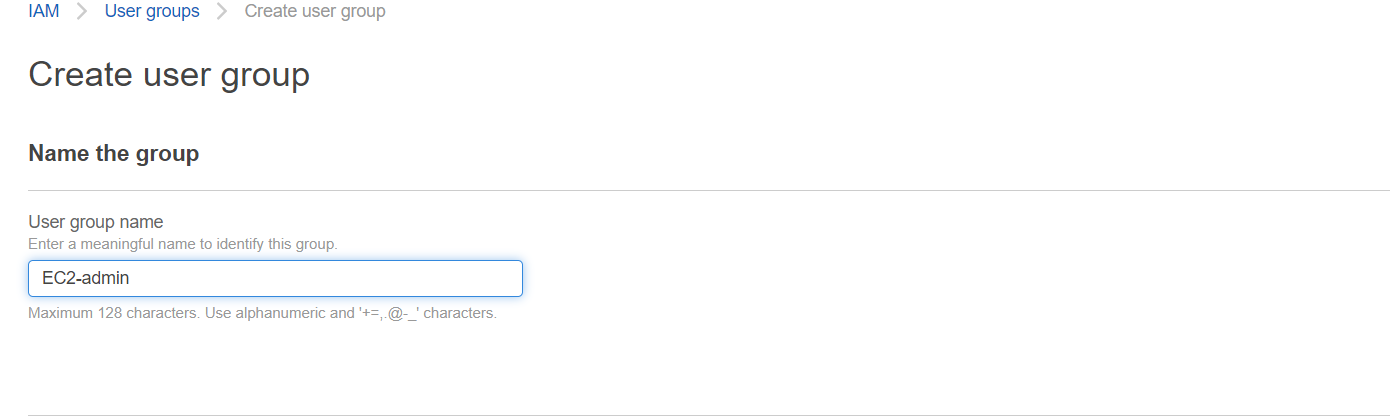 IAM > User groups > Create user group
Create user group
Name the group
User group name
Enter a meaningful name to identify this group.
EC2-admin
Maximum 128 characters. Use alphanumeric and '+=,.@-_' characters.